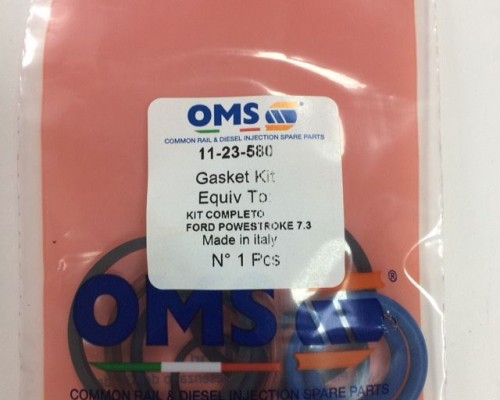 OMS
COMMON RAIL & DIESEL INJECTION SPARE PARTS
11-23-580
Gasket Kit
Equiv To:
KIT COMPLETO
FORD POWESTROKE 7.3
Made in italy
N° 1 Pcs
OMS ®
COMMON RAIL & DIESEL INJECTION SPARE PARTS